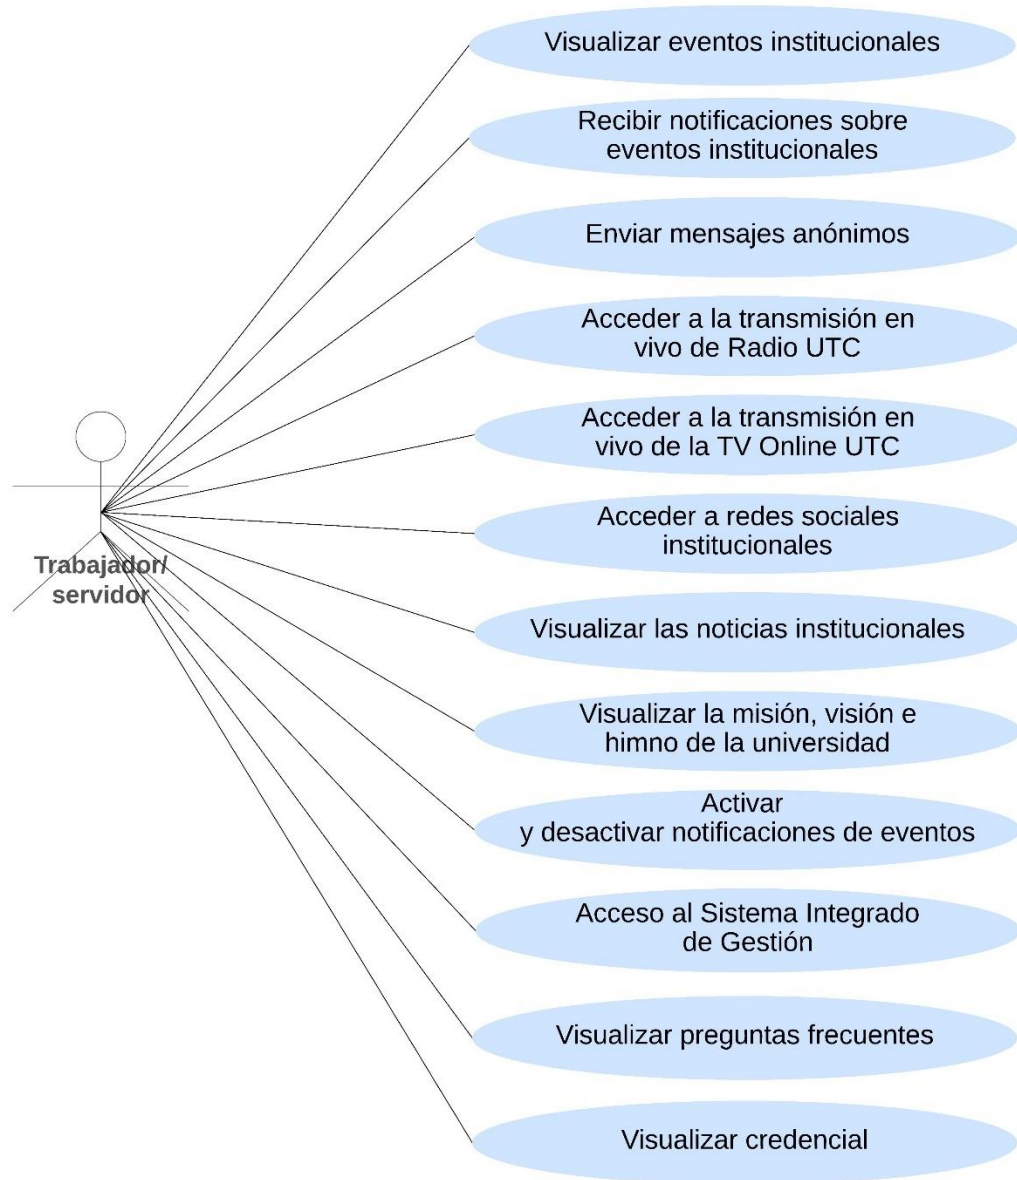 Visualizar eventos institucionales
Recibir notificaciones sobre
eventos institucionales
Enviar mensajes anónimos
Acceder a la transmisión en
vivo de Radio UTC
Acceder a la transmisión en
vivo de la TV Online UTC
Acceder a redes sociales
institucionales
Trabajador/
servidor
Visualizar las noticias institucionales
Visualizar la misión, visión e
himno de la universidad
Activar
y desactivar notificaciones de eventos
Acceso al Sistema Integrado
de Gestión
Visualizar preguntas frecuentes
Visualizar credencial